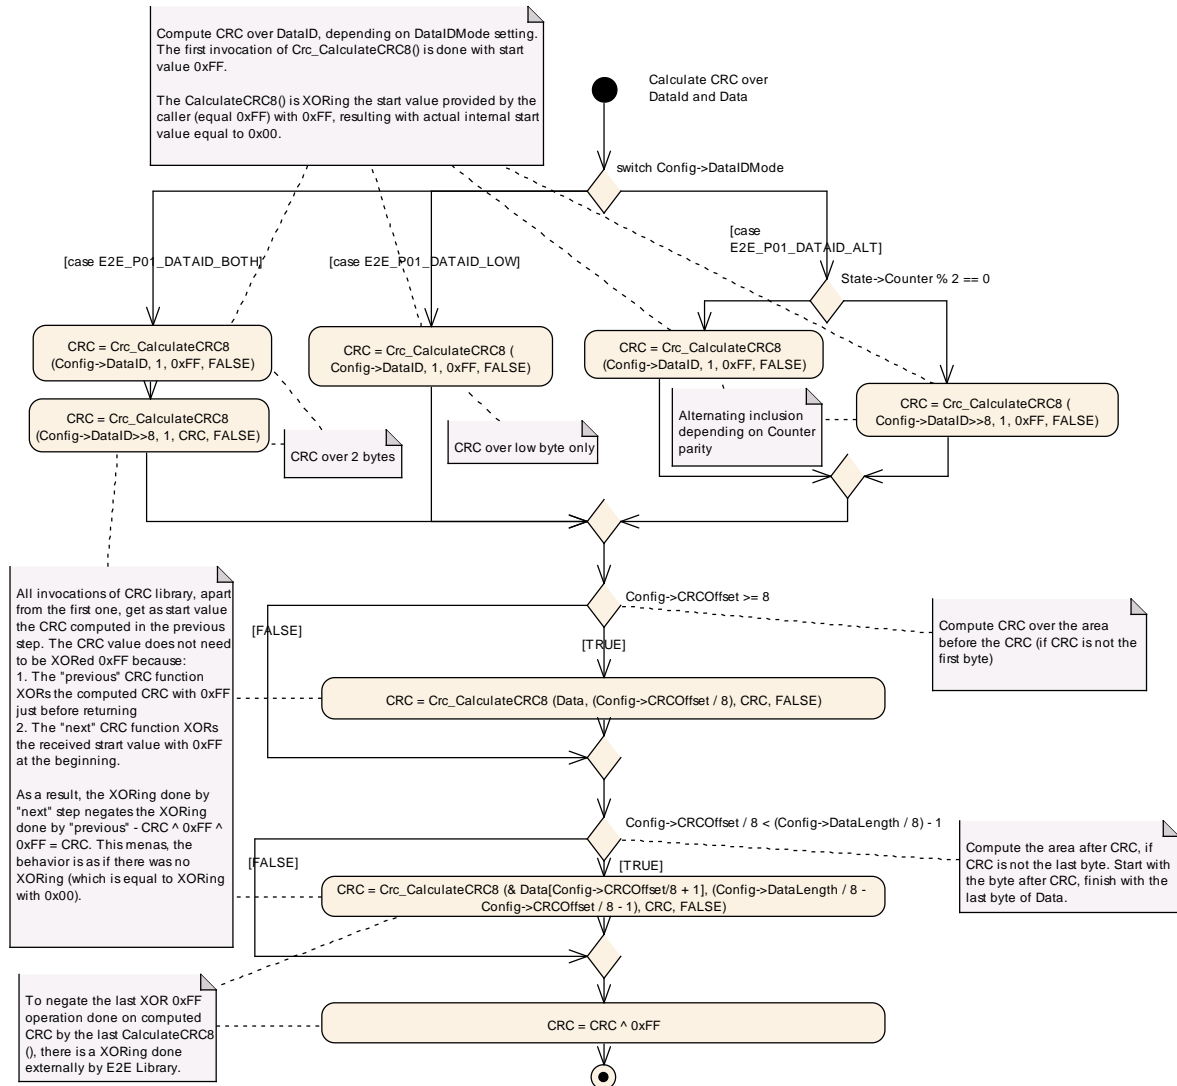 Compute CRC over DataID, depending on DataIDMode setting.
The first invocation of Crc_CalculateCRC8() is done with start
value 0xFF.
The CalculateCRC8() is XORing the start value provided by the
caller (equal 0xFF) with 0xFF, resulting with actual internal start
value equal to 0x00.
Calculate CRC over
DataId and Data
switch Config->DataIDMode
[case E2E_P01_DATAID_BOTH]
[case E2E_P01_DATAID_LOW]
[case
E2E_P01_DATAID_ALT]
State->Counter % 2 == 0
CRC = Crc_CalculateCRC8
(Config->DataID, 1, 0xFF, FALSE)
CRC = Crc_CalculateCRC8 (
Config->DataID, 1, 0xFF, FALSE)
CRC = Crc_CalculateCRC8
(Config->DataID, 1, 0xFF, FALSE)
CRC = Crc_CalculateCRC8
(Config->DataID>>8, 1, CRC, FALSE)
CRC over 2 bytes
CRC over low byte only
Alternating inclusion
depending on Counter
parity
CRC = Crc_CalculateCRC8 (
Config->DataID>>8, 1, 0xFF, FALSE)
All invocations of CRC library, apart
from the first one, get as start value
the CRC computed in the previous
step. The CRC value does not need
to be XORed 0xFF because:
1. The "previous" CRC function
XORs the computed CRC with 0xFF
just before returning
2. The "next" CRC function XORs
the received strart value with 0xFF
at the beginning.
As a result, the XORing done by
"next" step negates the XORing
done by "previous" - CRC ^ 0xFF ^
0xFF = CRC. This menas, the
behavior is as if there was no
XORing (which is equal to XORing
with 0x00).
Config->CRCOffset >= 8
[FALSE]
[TRUE]
Compute CRC over the area
before the CRC (if CRC is not the
first byte)
CRC = Crc_CalculateCRC8 (Data, (Config->CRCOffset / 8), CRC, FALSE)
Config->CRCOffset / 8 < (Config->DataLength / 8) - 1
[FALSE]
[TRUE]
Compute the area after CRC, if
CRC is not the last byte. Start with
the byte after CRC, finish with the
last byte of Data.
CRC = Crc_CalculateCRC8 (& Data[Config->CRCOffset/8 + 1], (Config->DataLength / 8 -
Config->CRCOffset / 8 - 1), CRC, FALSE)
To negate the last XOR 0xFF
operation done on computed
CRC by the last CalculateCRC8
(), there is a XORing done
externally by E2E Library.
CRC = CRC ^ 0xFF